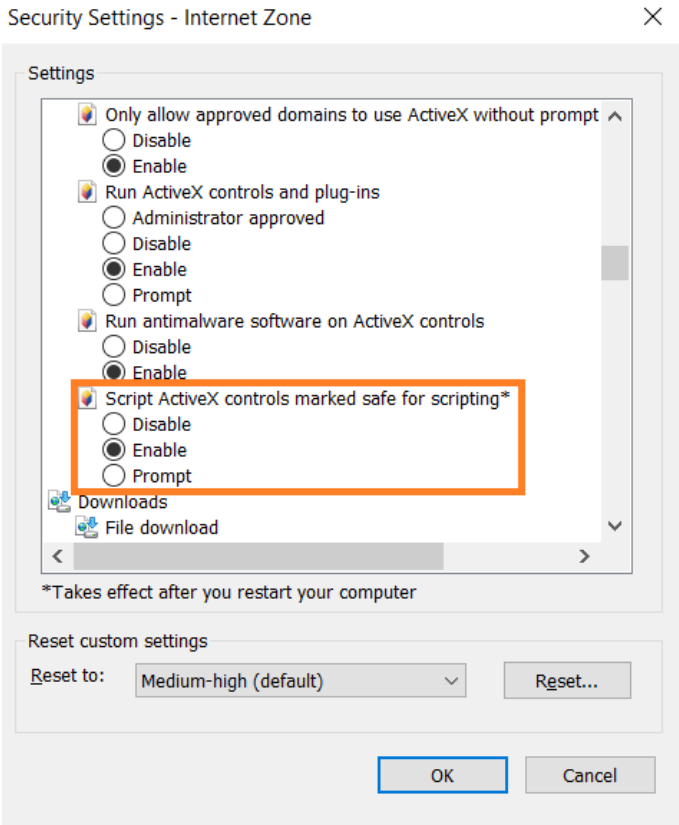 Security Settings - Internet Zone
Settings
Only allow approved domains to use ActiveX without prompt
Disable
Enable
Run ActiveX controls and plug-ins
Administrator approved
Disable
Enable
Prompt
Run antimalware software on ActiveX controls
Disable
Enable
Script ActiveX controls marked safe for scripting*
Disable
Enable
Prompt
Downloads
File download
*Takes effect after you restart your computer
Reset custom settings
Reset to: Medium-high (default) Reset...
OK Cancel